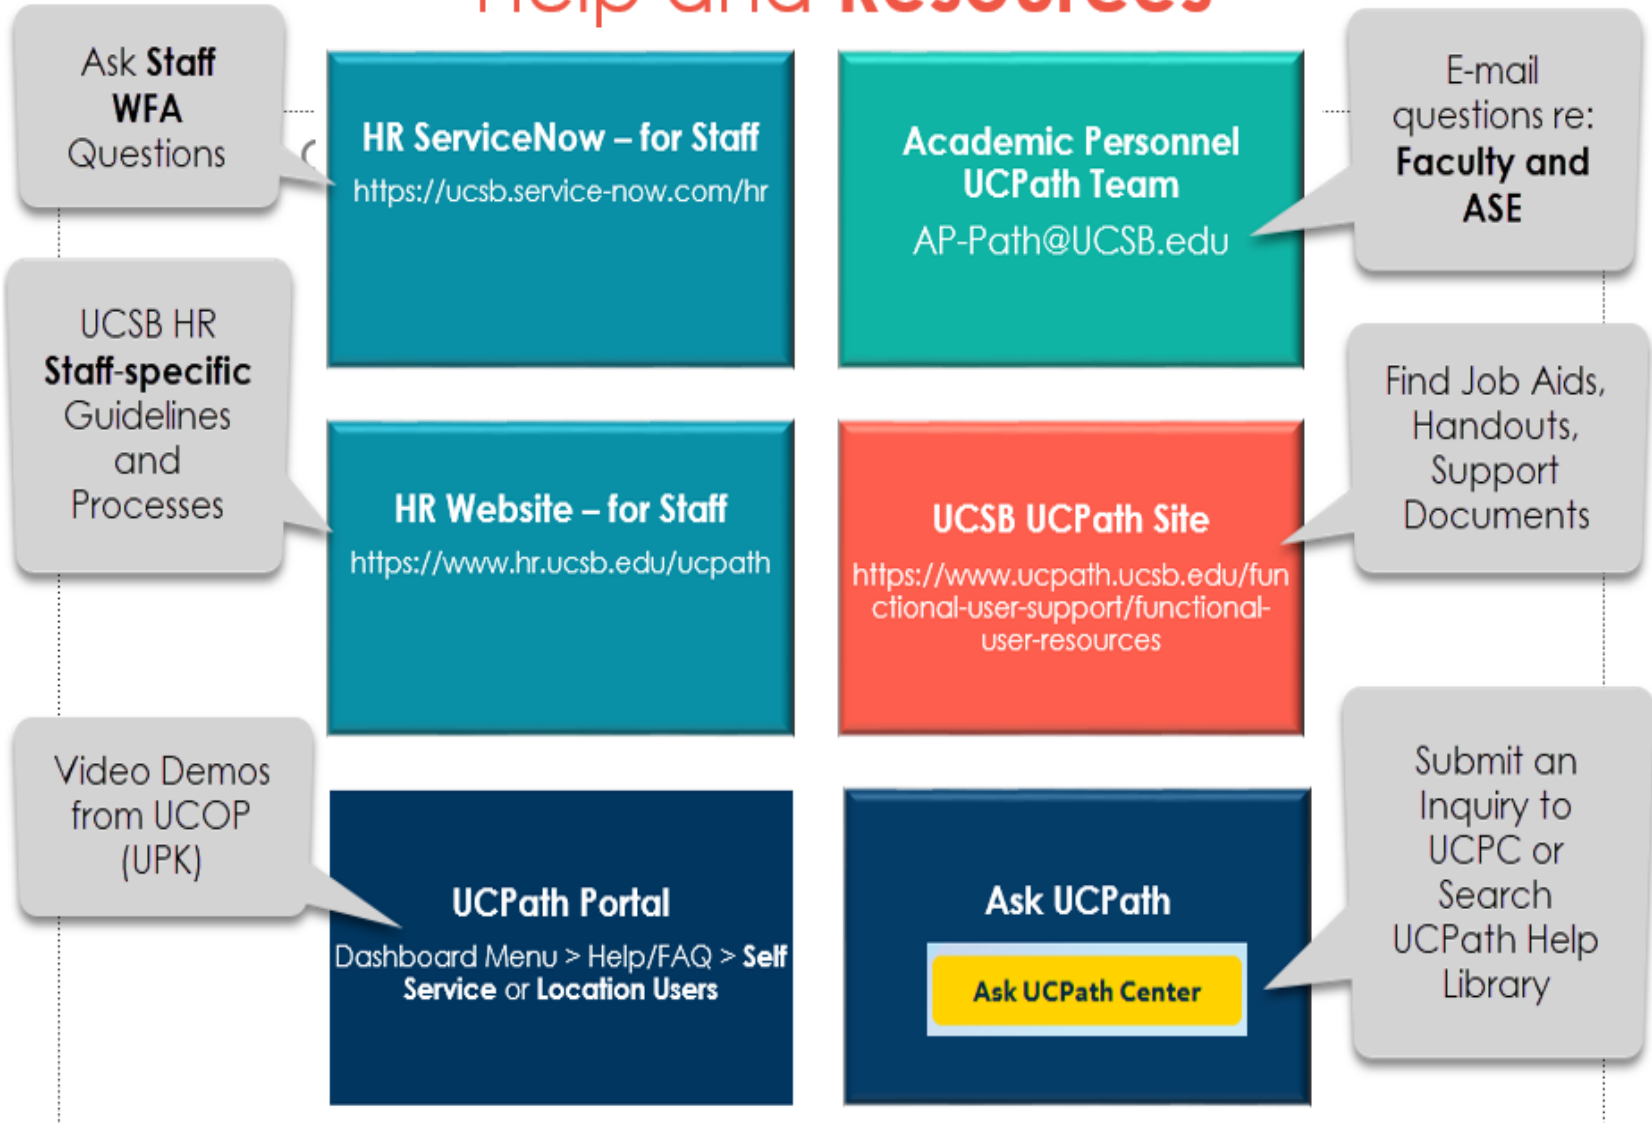 Help and Resources
Ask Staff
WFA
Questions
HR ServiceNow – for Staff
https://ucsb.service-now.com/hr
Academic Personnel
UCPath Team
AP-Path@UCSB.edu
E-mail
questions re:
Faculty and
ASE
UCSB HR
Staff-specific
Guidelines
and
Processes
HR Website – for Staff
https://www.hr.ucsb.edu/ucpath
UCSB UCPath Site
https://www.ucpath.ucsb.edu/fun
ctional-user-support/functional-
user-resources
Find Job Aids,
Handouts,
Support
Documents
Video Demos
from UCOP
(UPK)
UCPath Portal
Dashboard Menu > Help/FAQ > Self
Service or Location Users
Ask UCPath
Ask UCPath Center
Submit an
Inquiry to
UCPC or
Search
UCPath Help
Library